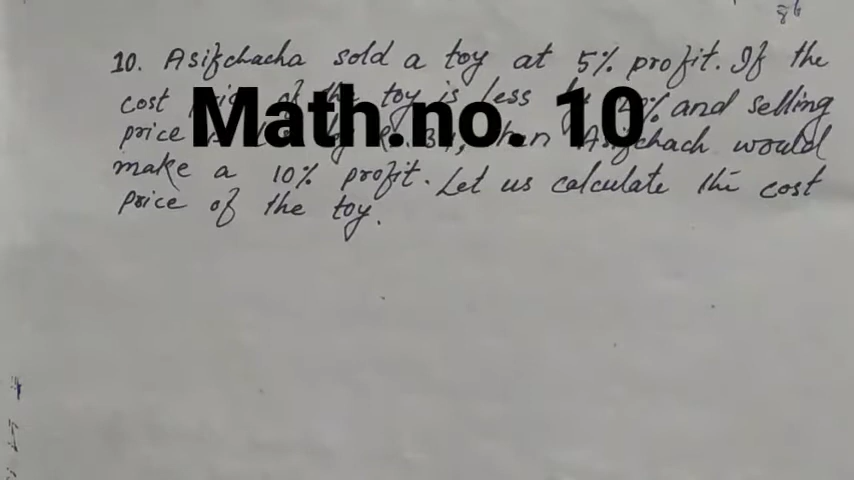 86
10. Asifchacha sold a toy at 5% profit. If the
cost of the toy is less and selling
Math.no. 10
price would
make a 10% profit. Let us calculate the cost
price of the toy.